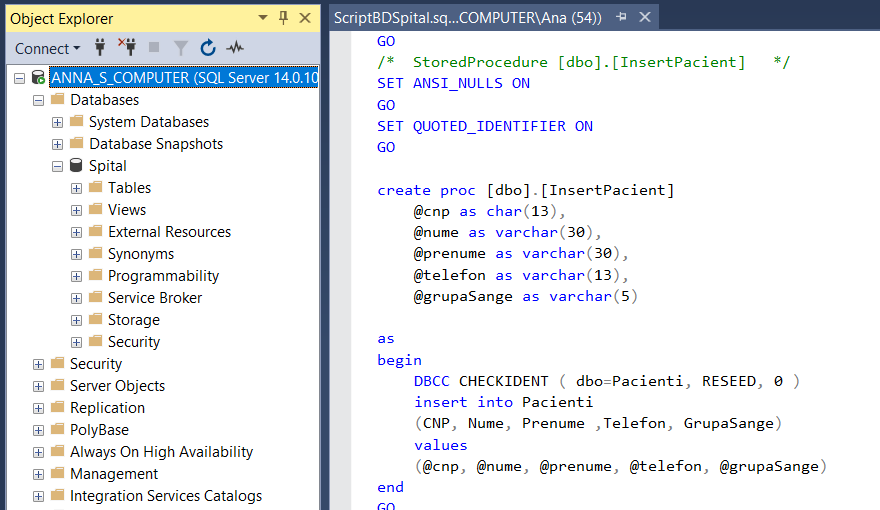 Object Explorer
Connect
ANNA_S_COMPUTER (SQL Server 14.0.10
Databases
System Databases
Database Snapshots
Spital
Tables
Views
External Resources
Synonyms
Programmability
Service Broker
Storage
Security
Security
Server Objects
Replication
PolyBase
Always On High Availability
Management
Integration Services Catalogs
ScriptBDSpital.sq...COMPUTER\Ana (54))
GO
/*  StoredProcedure [dbo].[InsertPacient]   */
SET ANSI_NULLS ON
GO
SET QUOTED_IDENTIFIER ON
GO
create proc [dbo].[InsertPacient]
@cnp as char(13),
@nume as varchar(30),
@prenume as varchar(30),
@telefon as varchar(13),
@grupaSange as varchar(5)
as
begin
DBCC CHECKIDENT ( dbo=Pacienti, RESEED, 0 )
insert into Pacienti
(CNP, Nume, Prenume ,Telefon, GrupaSange)
values
(@cnp, @nume, @prenume, @telefon, @grupaSange)
end
GO